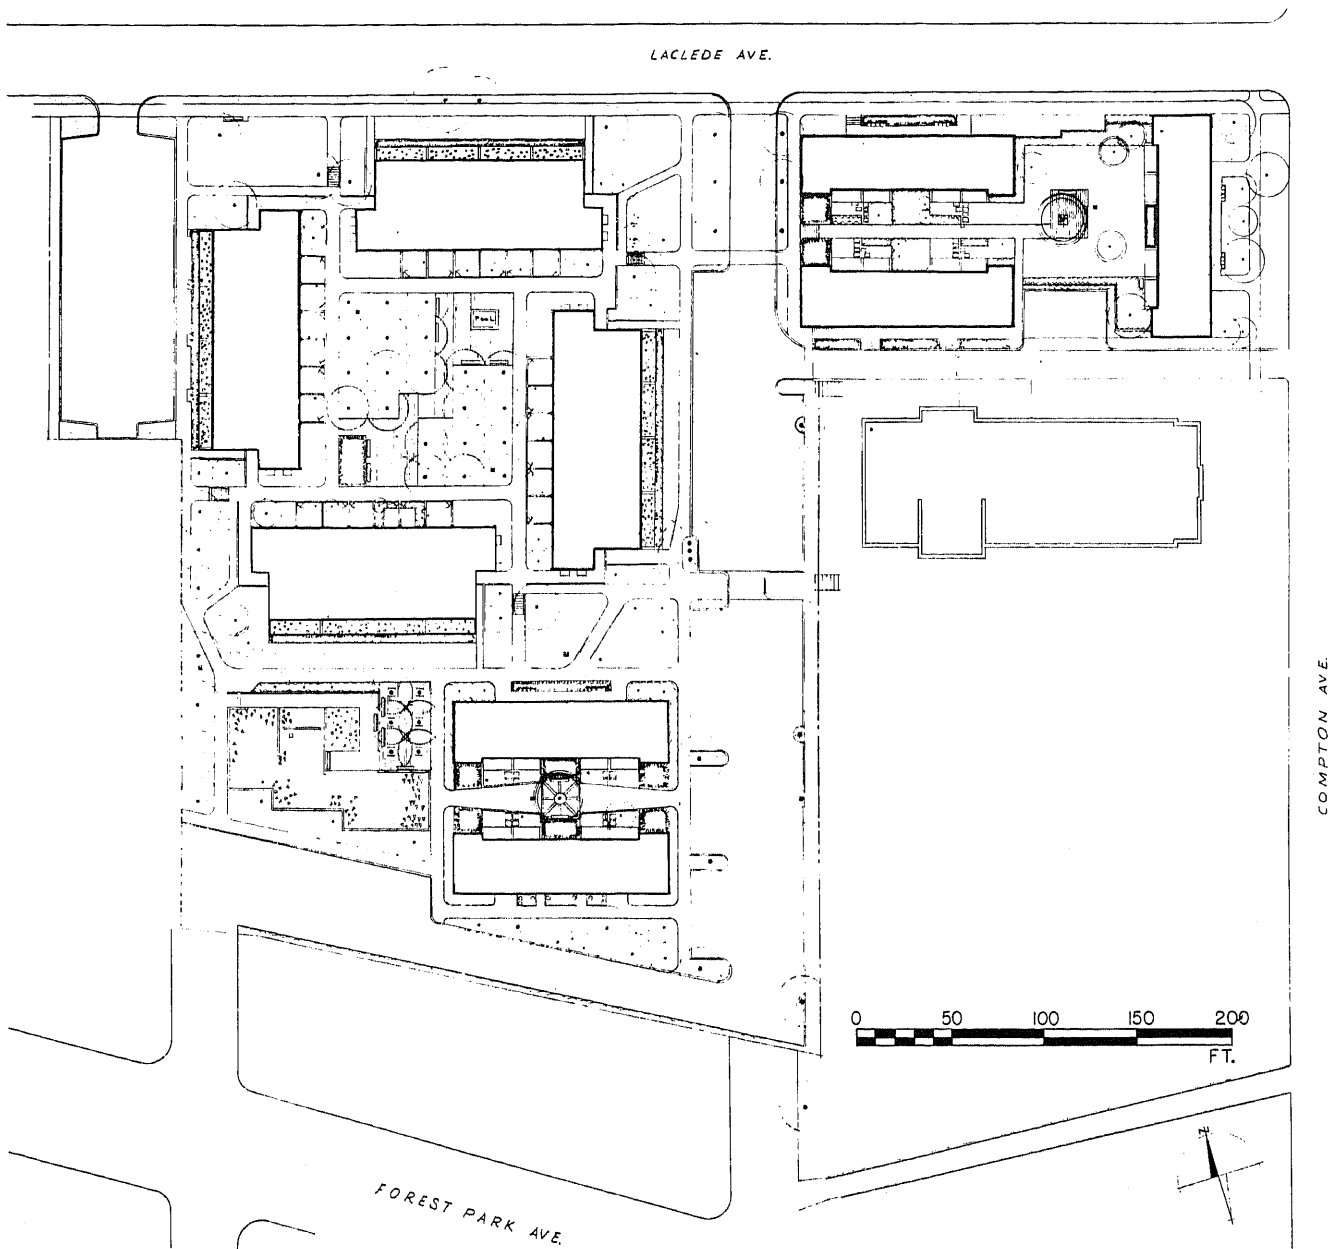 LACLEDE AVE.
POOL
COMPTON AVE.
0 50 100 150 200
FT.
N
FOREST PARK AVE.